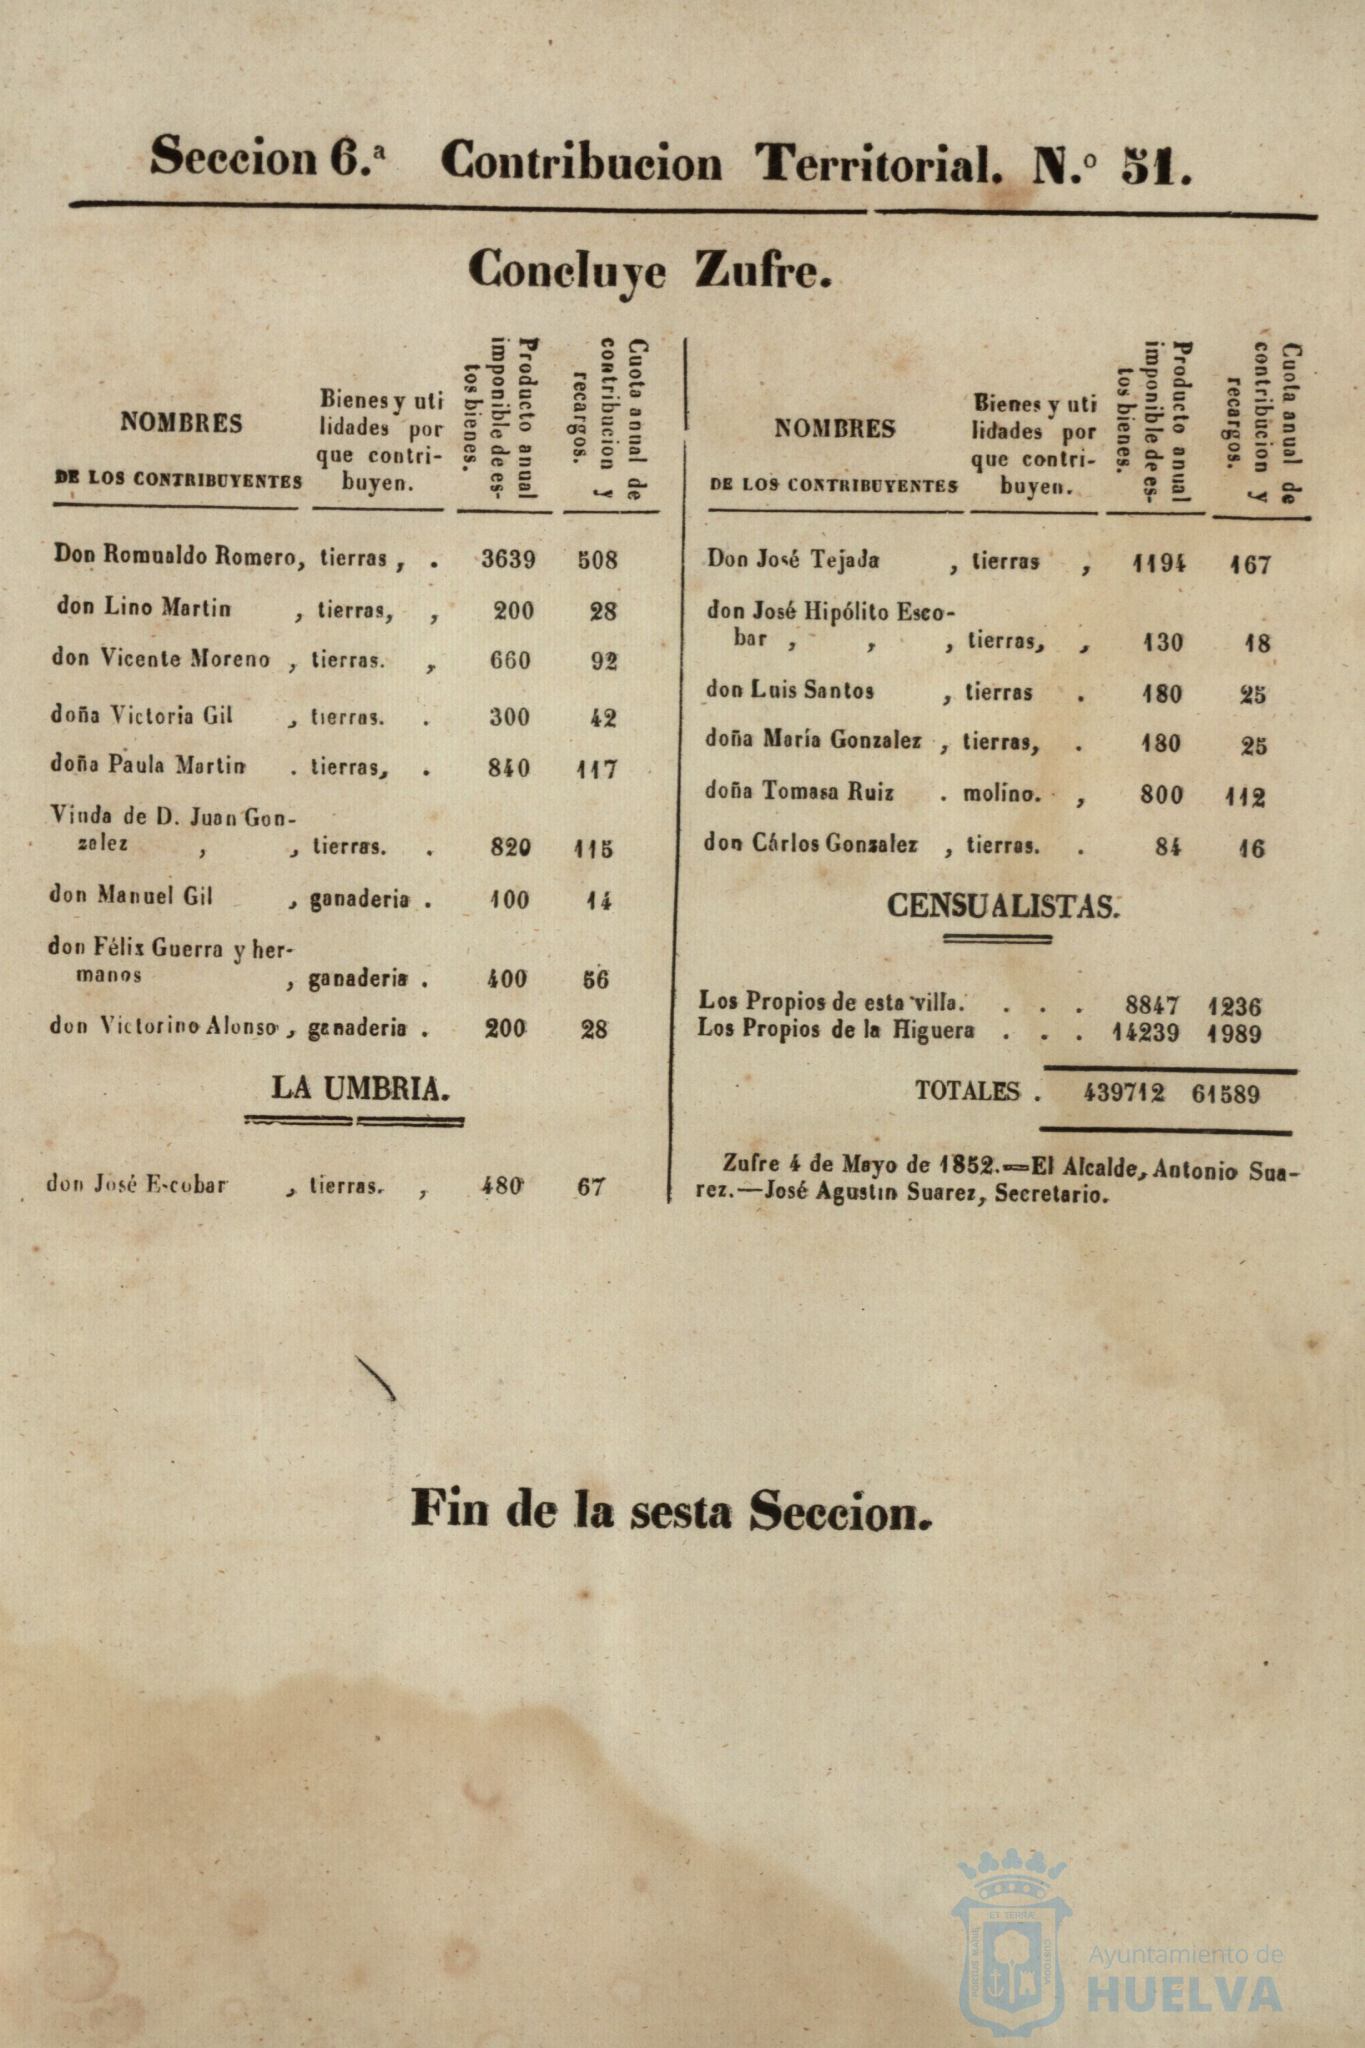 Seccion 6.ª Contribucion Territorial. N.º 51.
Concluye Zufre.
NOMBRES
DE LOS CONTRIBUYENTES
Bienes y uti
lidades por
que contri-
buyen.
Producto anual
imponible de es-
tos bienes.
Cuota anual de
contribucion y
recargos.
Don Romualdo Romero, tierras , . 3639 508
don Lino Martin , tierras, , 200 28
don Vicente Moreno , tierras. , 660 92
doña Victoria Gil , tierras. . 300 42
doña Paula Martin . tierras, . 840 117
Viuda de D. Juan Gon-
zalez , , tierras. . 820 115
don Manuel Gil , ganaderia . 100 14
don Félix Guerra y her-
manos , ganaderia . 400 56
don Victorino Alonso , ganaderia . 200 28
LA UMBRIA.
don José Escobar , tierras. , 480 67
NOMBRES
DE LOS CONTRIBUYENTES
Bienes y uti
lidades por
que contri-
buyen.
Producto anual
imponible de es-
tos bienes.
Cuota anual de
contribucion y
recargos.
Don José Tejada , tierras , 1194 167
don José Hipólito Esco-
bar , , , tierras, , 130 18
don Luis Santos , tierras . 180 25
doña María Gonzalez , tierras, . 180 25
doña Tomasa Ruiz . molino. , 800 112
don Cárlos Gonzalez , tierras. . 84 16
CENSUALISTAS.
Los Propios de esta villa. . . . 8847 1236
Los Propios de la Higuera . . . 14239 1989
TOTALES . 439712 61589
Zufre 4 de Mayo de 1852.=El Alcalde, Antonio Sua-
rez.—José Agustin Suarez, Secretario.
Fin de la sesta Seccion.
ET TERRÆ
PORTUS MARIS
CUSTODIA
Ayuntamiento de
HUELVA